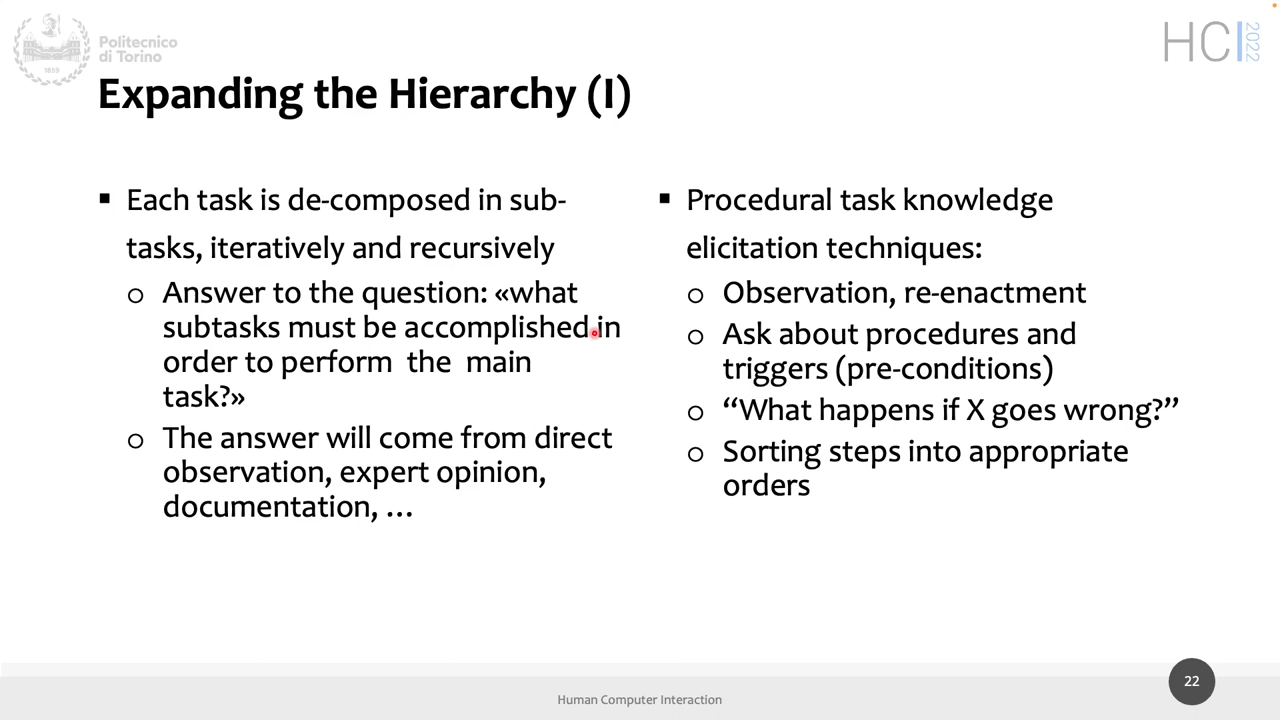 Politecnico
di Torino
1859
HCI 2022
Expanding the Hierarchy (I)
▪ Each task is de-composed in sub-
tasks, iteratively and recursively
o Answer to the question: «what
subtasks must be accomplished in
order to perform the main
task?»
o The answer will come from direct
observation, expert opinion,
documentation, …
▪ Procedural task knowledge
elicitation techniques:
o Observation, re-enactment
o Ask about procedures and
triggers (pre-conditions)
o “What happens if X goes wrong?”
o Sorting steps into appropriate
orders
Human Computer Interaction
22